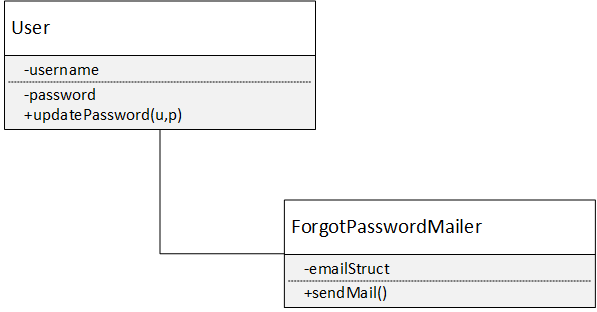 User
-username
-password
+updatePassword(u,p)
ForgotPasswordMailer
-emailStruct
+sendMail()